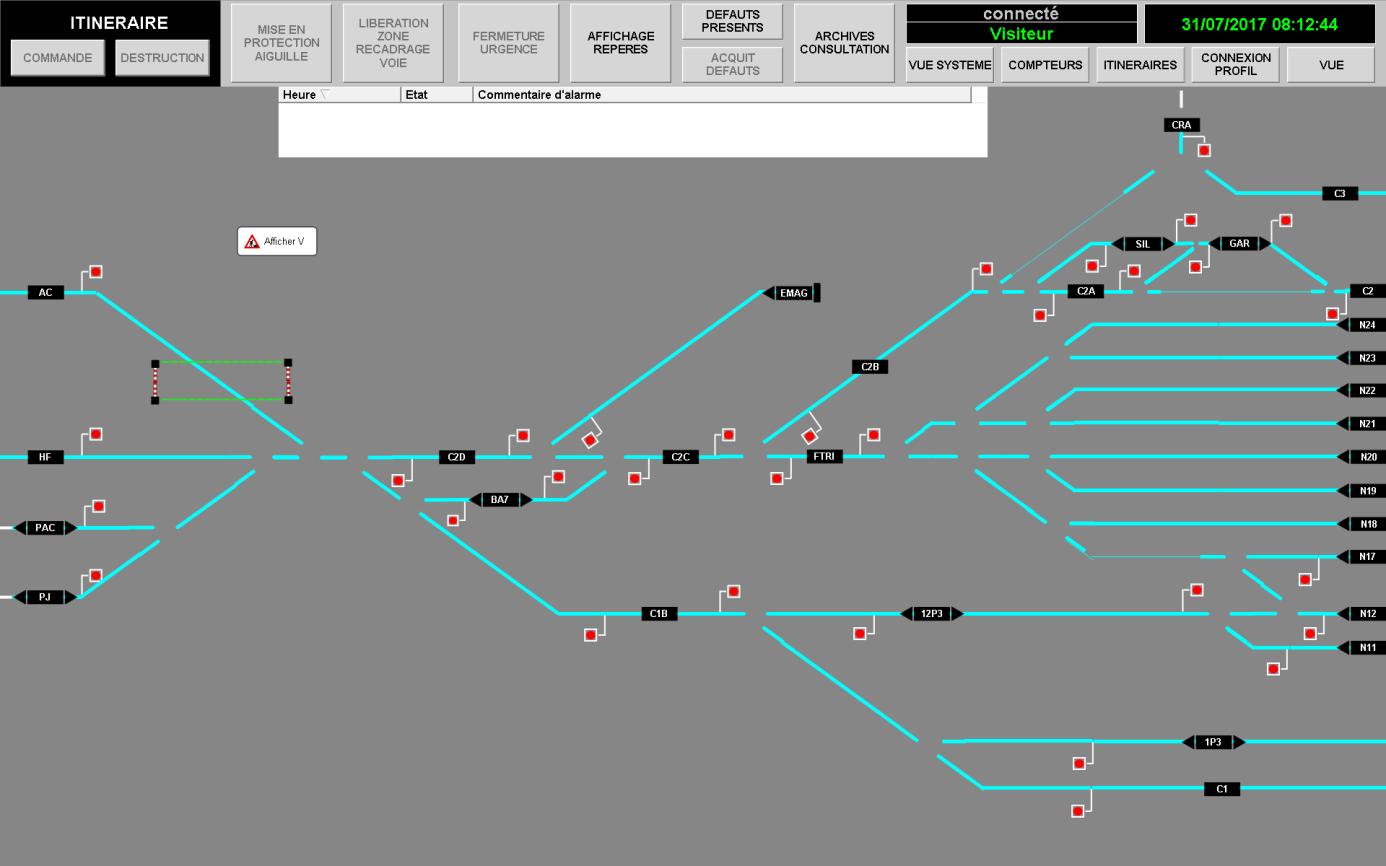 ITINERAIRE
COMMANDE
DESTRUCTION
MISE EN
PROTECTION
AIGUILLE
LIBERATION
ZONE
RECADRAGE
VOIE
FERMETURE
URGENCE
AFFICHAGE
REPERES
DEFAUTS
PRESENTS
ACQUIT
DEFAUTS
ARCHIVES
CONSULTATION
connecté
Visiteur
31/07/2017 08:12:44
VUE SYSTEME
COMPTEURS
ITINERAIRES
CONNEXION
PROFIL
VUE
Heure Etat Commentaire d'alarme
CRA
C3
Afficher V
SIL
GAR
AC
EMAG
C2A
C2
N24
N23
C2B
N22
N21
HF
C2D
C2C
FTRI
N20
N19
BA7
PAC
N18
N17
PJ
C1B
12P3
N12
N11
1P3
C1